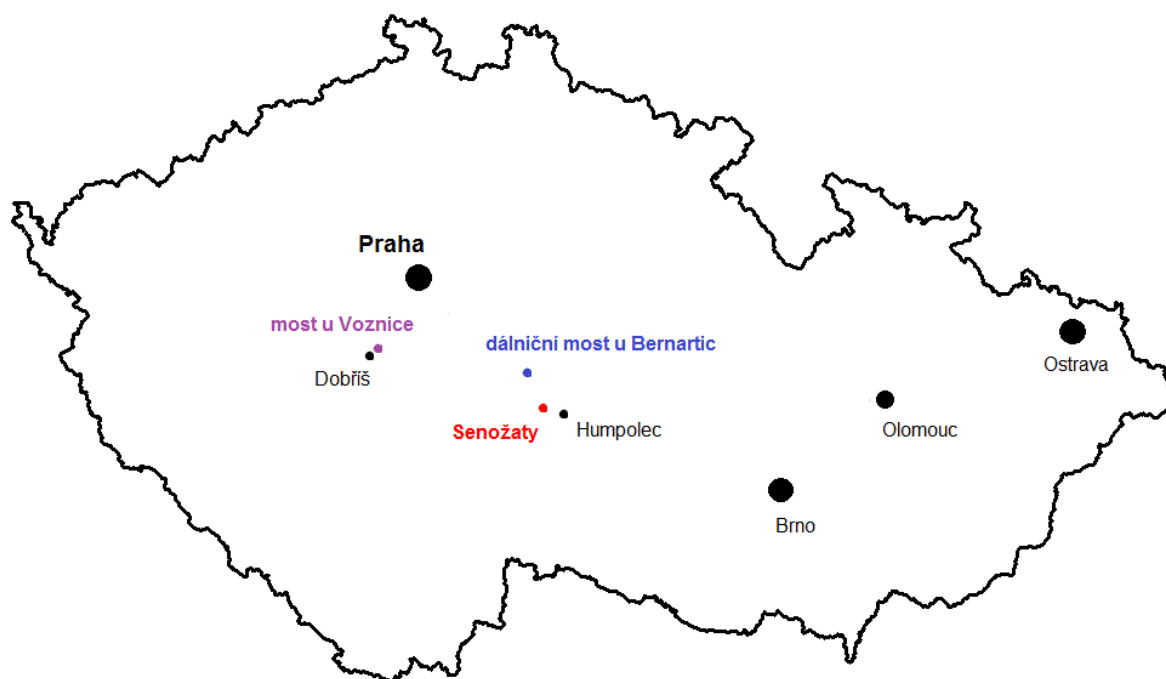 Praha
most u Voznice
dálniční most u Bernartic
Ostrava
Dobříš
Senožaty
Humpolec
Olomouc
Brno